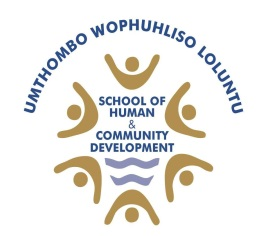 UMTHOMBO WOPHUHLISO LOLUNTU
SCHOOL OF
HUMAN
&
COMMUNITY
DEVELOPMENT